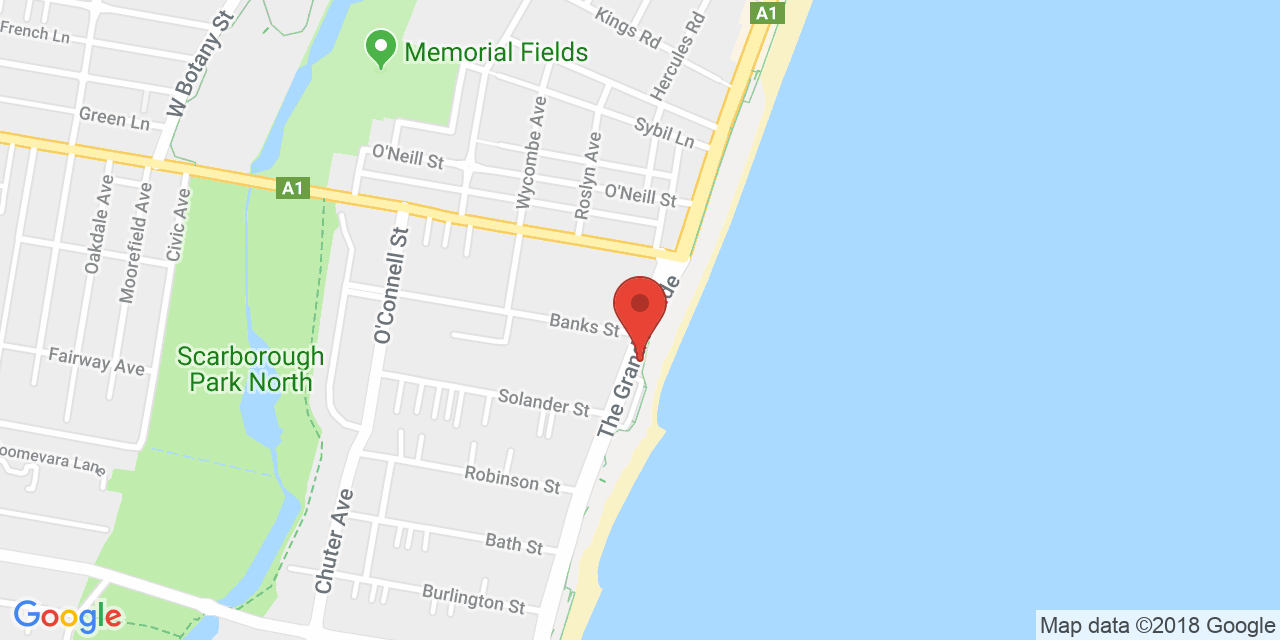 A1
Kings Rd
Hercules Rd
French Ln
W Botany St
Memorial Fields
Green Ln
Wycombe Ave
Sybil Ln
O'Neill St
Roslyn Ave
O'Neill St
A1
Oakdale Ave
Moorefield Ave
Civic Ave
O'Connell St
Banks St
Fairway Ave
Scarborough
Park North
Solander St
The Grand
de
oomevara Lane
Robinson St
Chuter Ave
Bath St
Burlington St
Google
Map data ©2018 Google